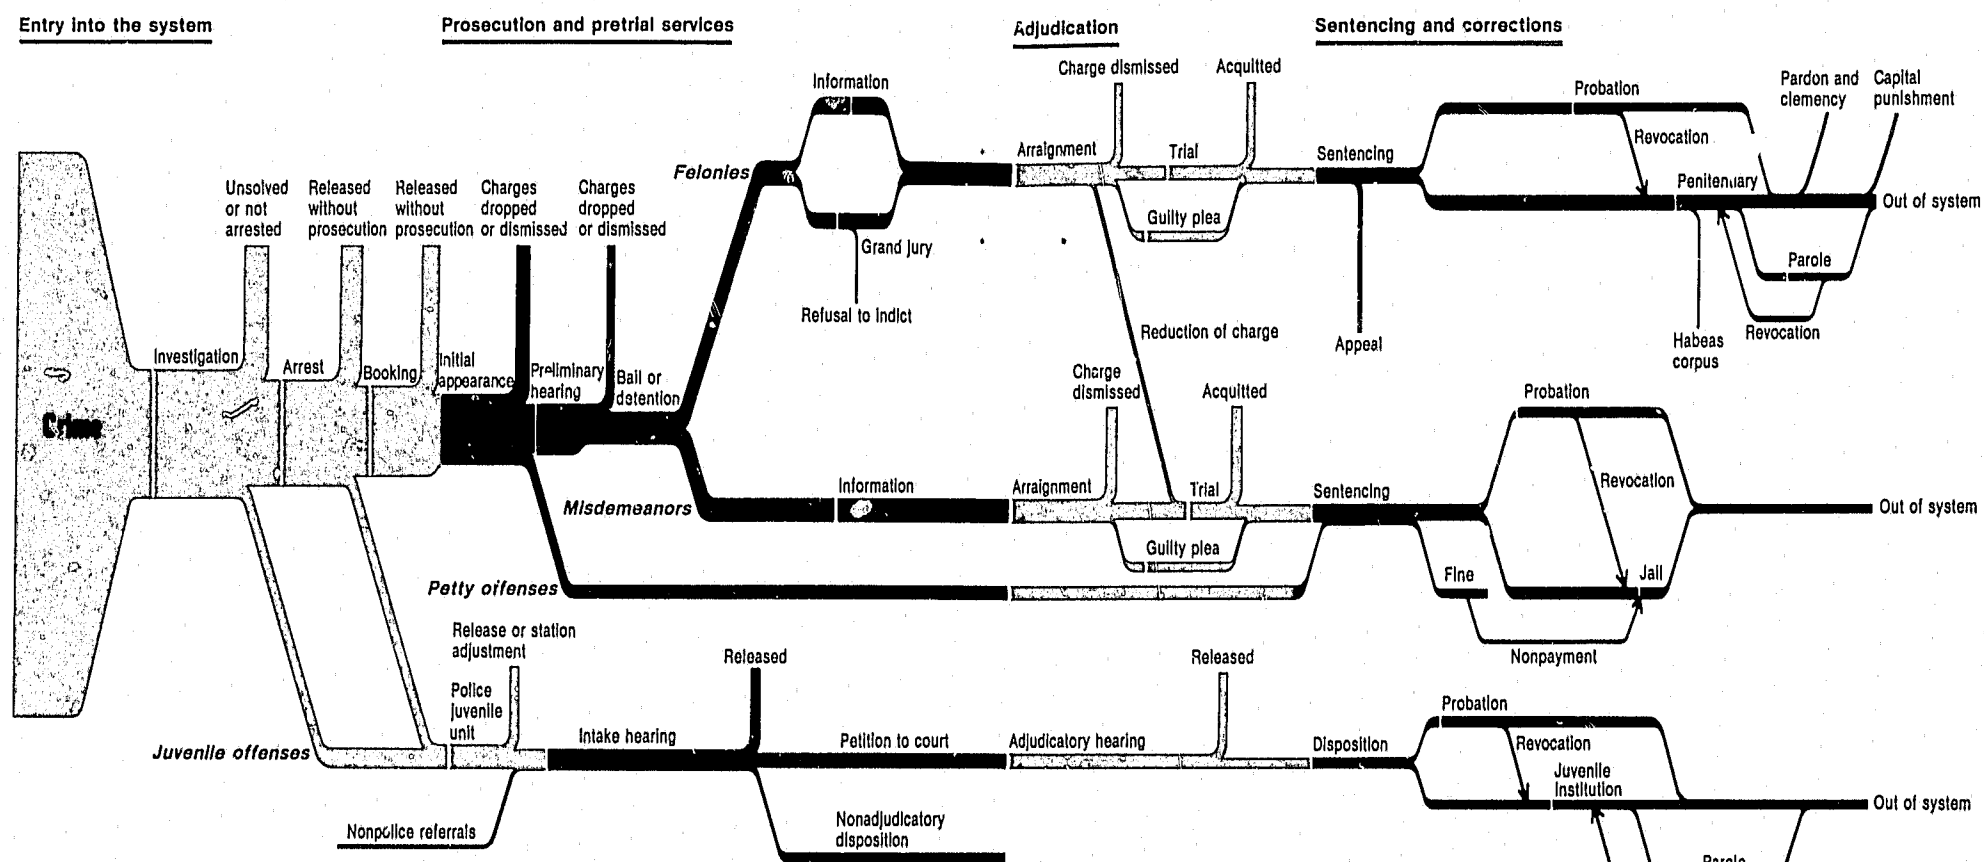 Entry into the system
Prosecution and pretrial services
Adjudication
Sentencing and corrections
Crime
Investigation
Unsolved
or not
arrested
Arrest
Released
without
prosecution
Booking
Released
without
prosecution
Initial
appearance
Charges
dropped
or dismissed
Preliminary
hearing
Charges
dropped
or dismissed
Bail or
detention
Felonies
Information
Grand jury
Refusal to indict
Arraignment
Charge dismissed
Trial
Acquitted
Guilty plea
Reduction of charge
Sentencing
Appeal
Probation
Revocation
Penitentiary
Pardon and
clemency
Capital
punishment
Out of system
Habeas
corpus
Parole
Revocation
Misdemeanors
Information
Arraignment
Charge
dismissed
Trial
Acquitted
Guilty plea
Sentencing
Probation
Revocation
Fine
Nonpayment
Jail
Out of system
Petty offenses
Juvenile offenses
Release or station
adjustment
Police
juvenile
unit
Nonpolice referrals
Intake hearing
Released
Petition to court
Nonadjudicatory
disposition
Adjudicatory hearing
Released
Disposition
Probation
Revocation
Juvenile
Institution
Out of system
Parole